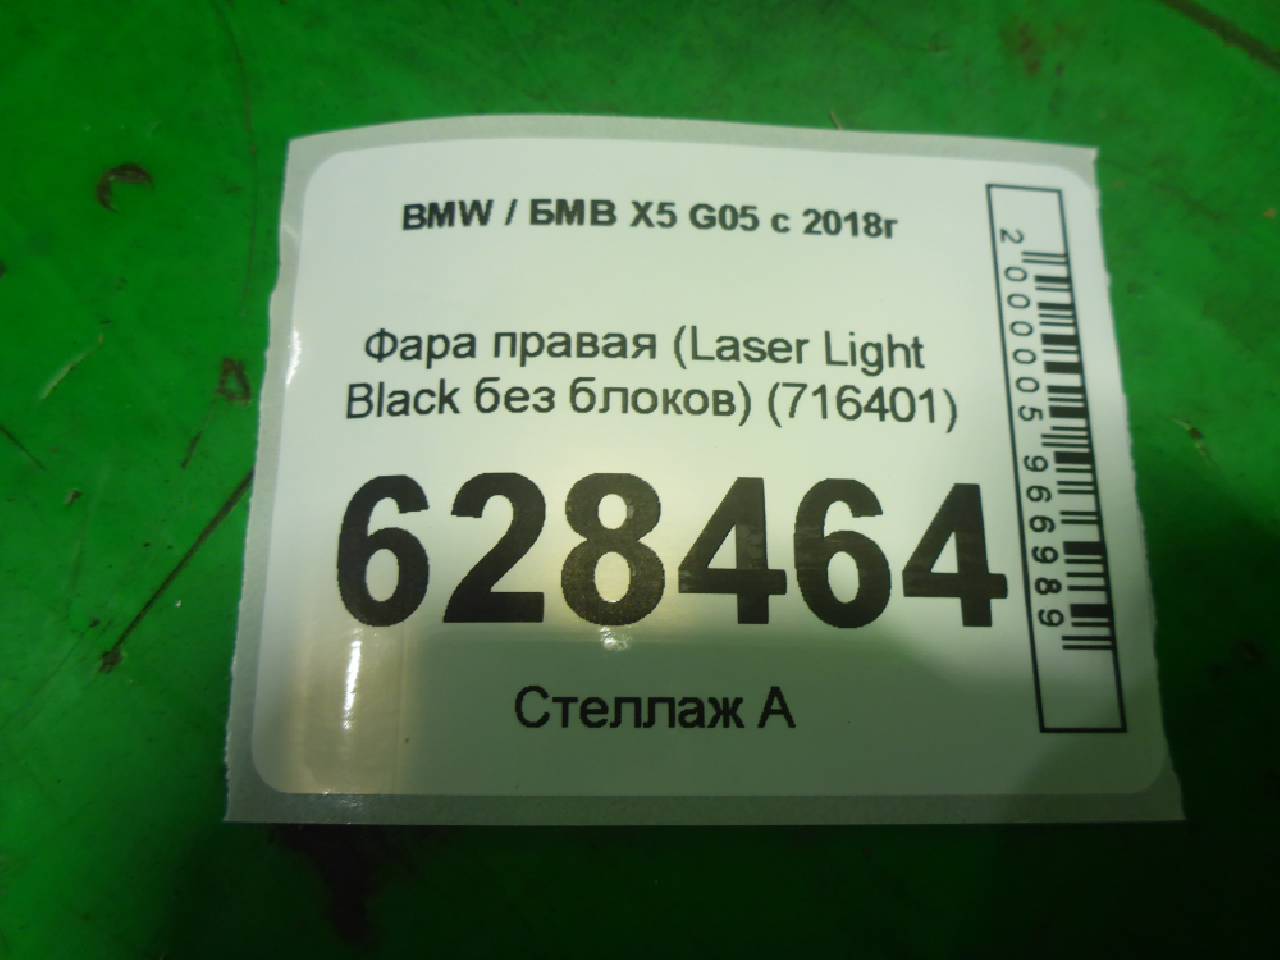 BMW / БМВ X5 G05 с 2018г
Фара правая (Laser Light
Black без блоков) (716401)
628464
Стеллаж А
2000005966989